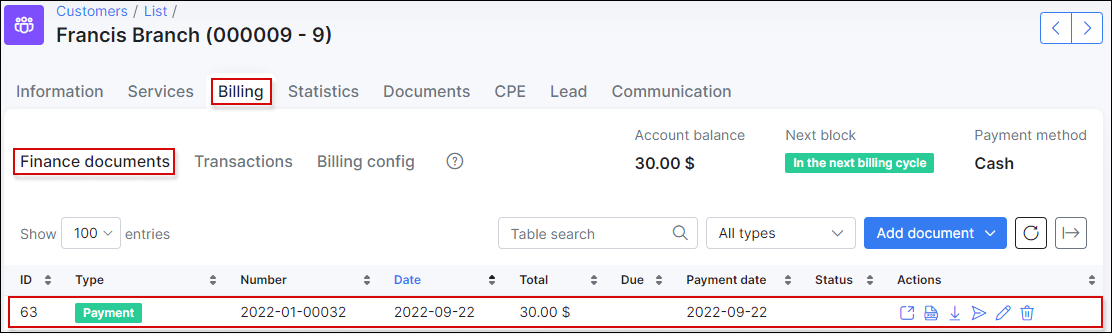 Customers / List /
Francis Branch (000009 - 9)
Information Services Billing Statistics Documents CPE Lead Communication
Account balance Next block Payment method
Finance documents Transactions Billing config ?
30.00 $ In the next billing cycle Cash
Show 100 entries Table search All types Add document
ID Type Number Date Total Due Payment date Status Actions
63 Payment 2022-01-00032 2022-09-22 30.00 $ 2022-09-22